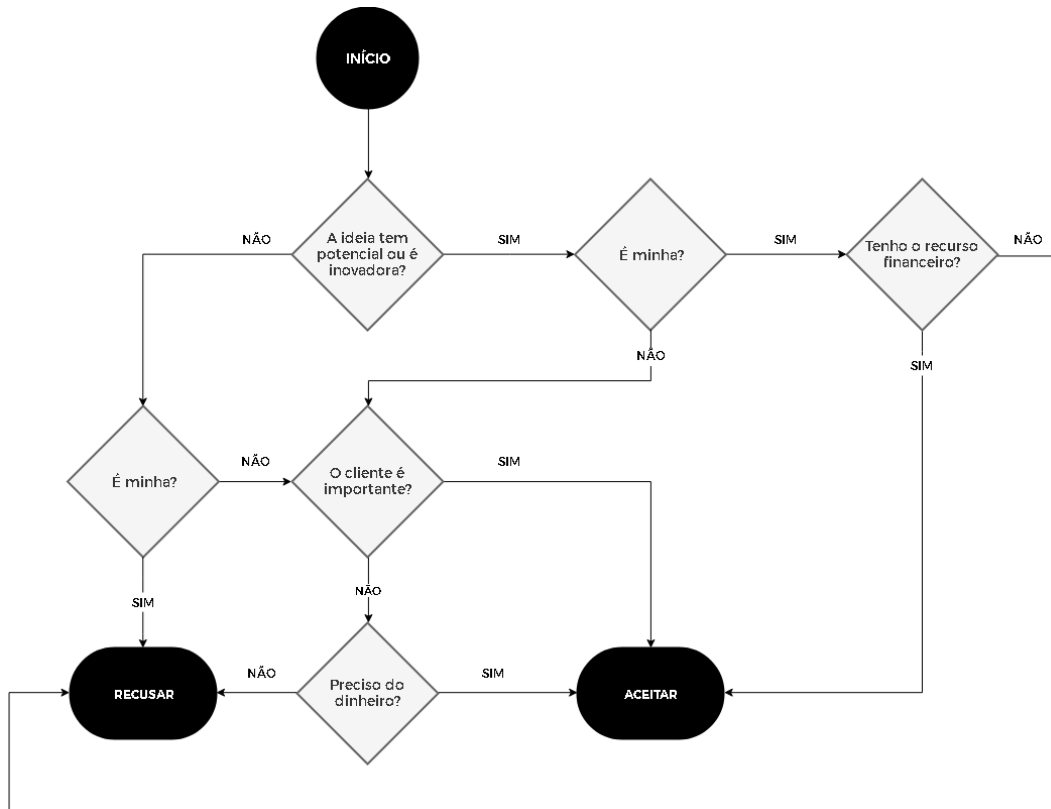 INÍCIO
NÃO
A ideia tem
potencial ou é
inovadora?
SIM
É minha?
SIM
Tenho o recurso
financeiro?
NÃO
NÃO
SIM
É minha?
NÃO
O cliente é
importante?
SIM
SIM
NÃO
RECUSAR
NÃO
Preciso do
dinheiro?
SIM
ACEITAR